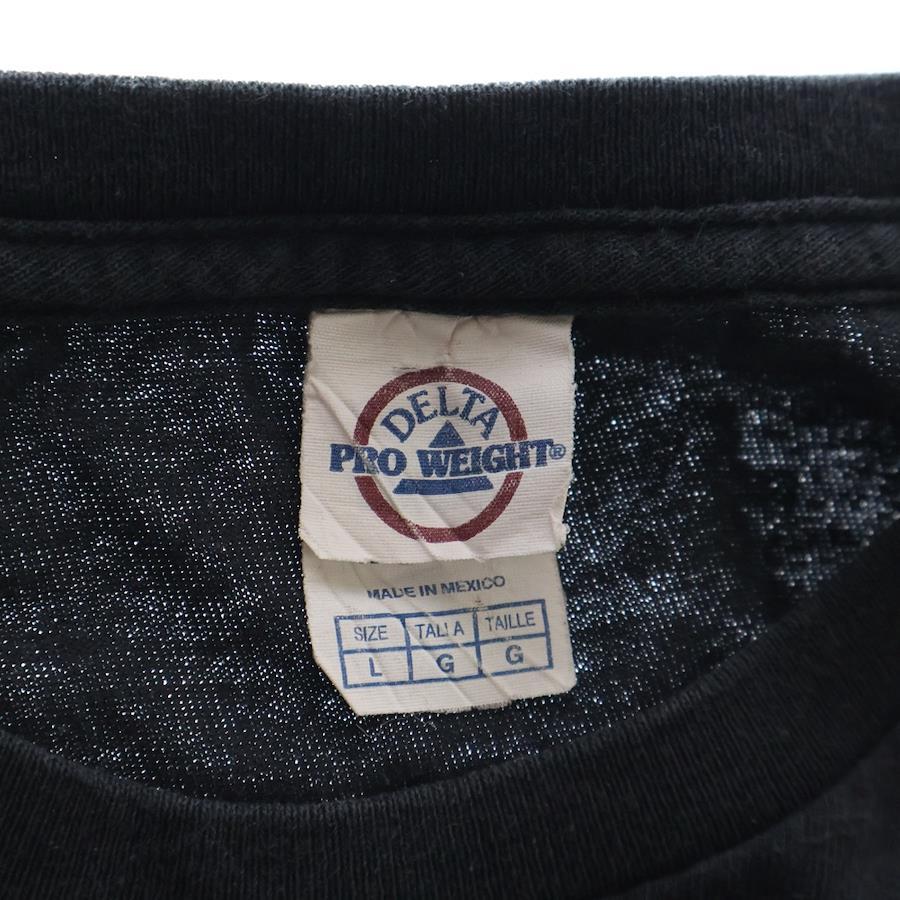 DELTA
PRO WEIGHT®
MADE IN MEXICO
SIZE TALLA TAILLE
L G G